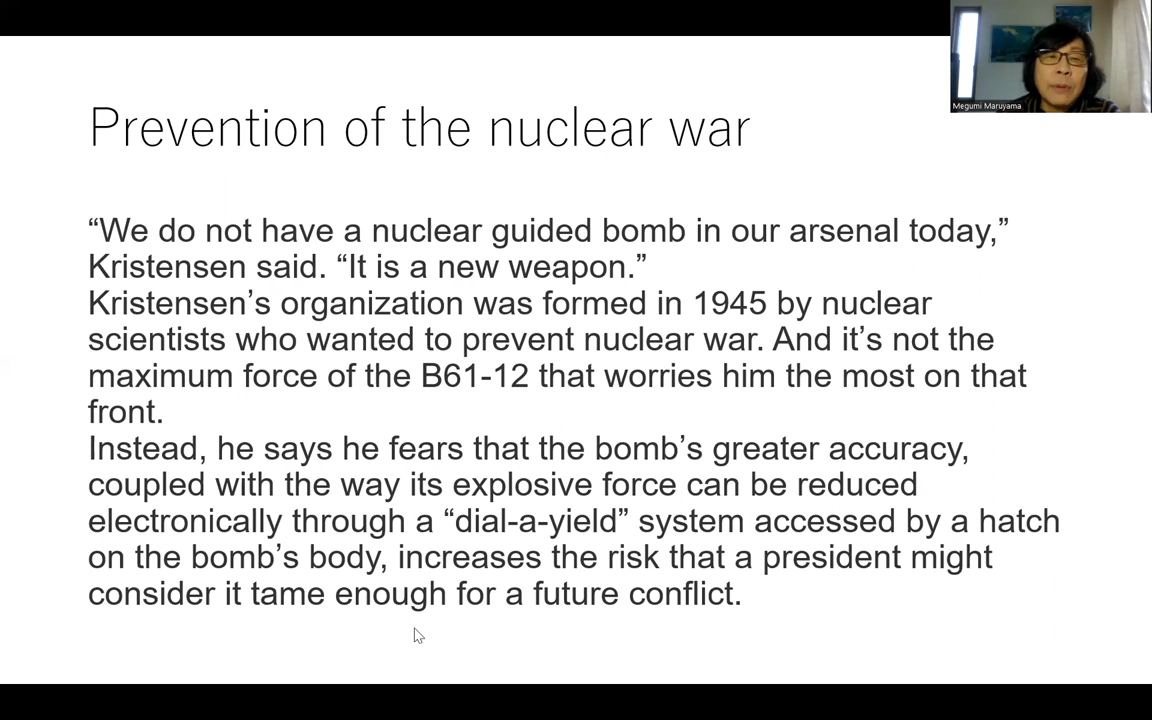 Megumi Maruyama
Prevention of the nuclear war
“We do not have a nuclear guided bomb in our arsenal today,”
Kristensen said. “It is a new weapon.”
Kristensen’s organization was formed in 1945 by nuclear
scientists who wanted to prevent nuclear war. And it’s not the
maximum force of the B61-12 that worries him the most on that
front.
Instead, he says he fears that the bomb’s greater accuracy,
coupled with the way its explosive force can be reduced
electronically through a “dial-a-yield” system accessed by a hatch
on the bomb’s body, increases the risk that a president might
consider it tame enough for a future conflict.